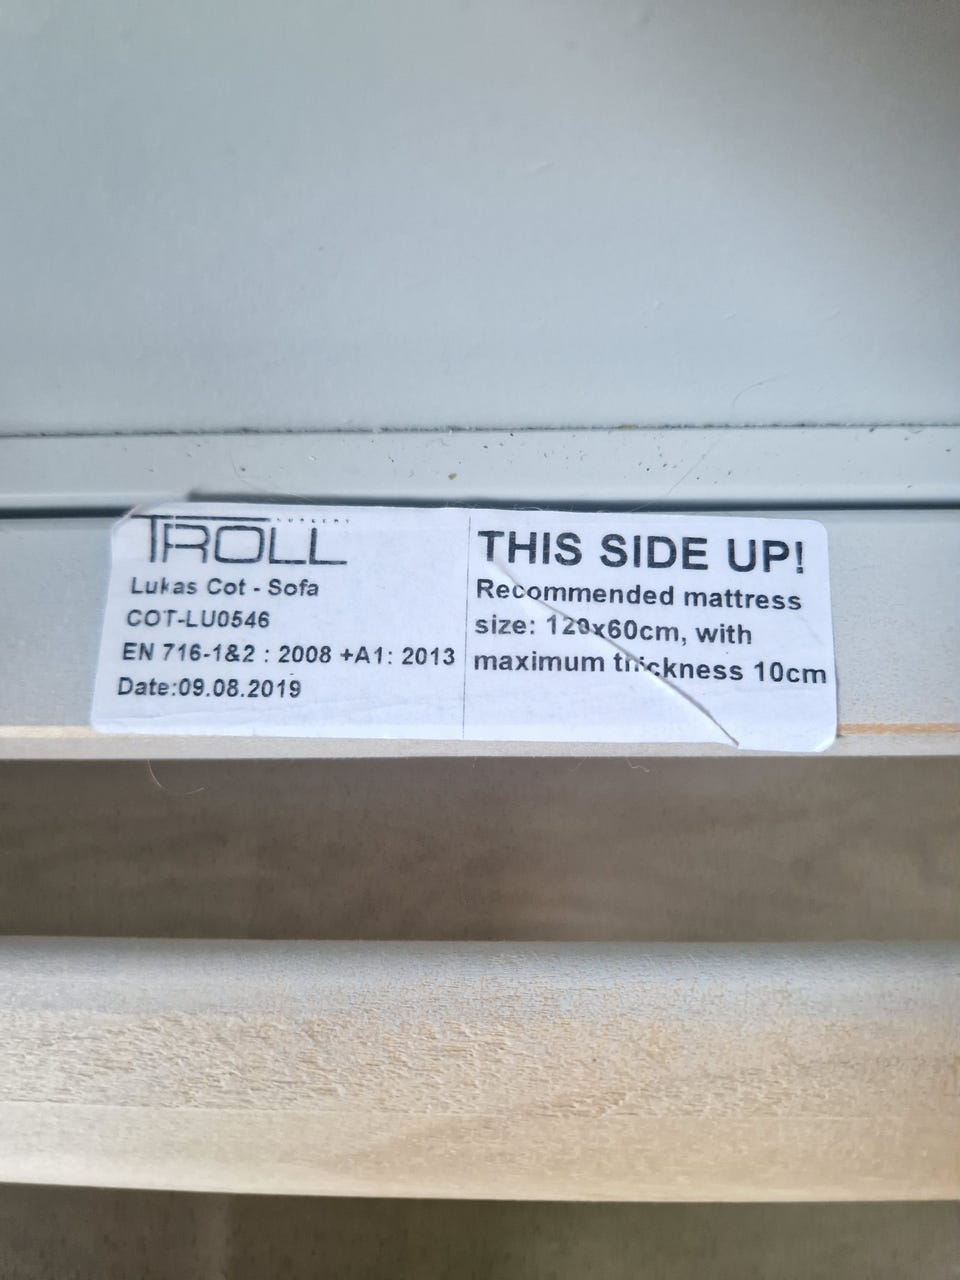 TROLL
NURSERY
Lukas Cot - Sofa
COT-LU0546
EN 716-1&2 : 2008 +A1: 2013
Date:09.08.2019
THIS SIDE UP!
Recommended mattress
size: 120x60cm, with
maximum thickness 10cm